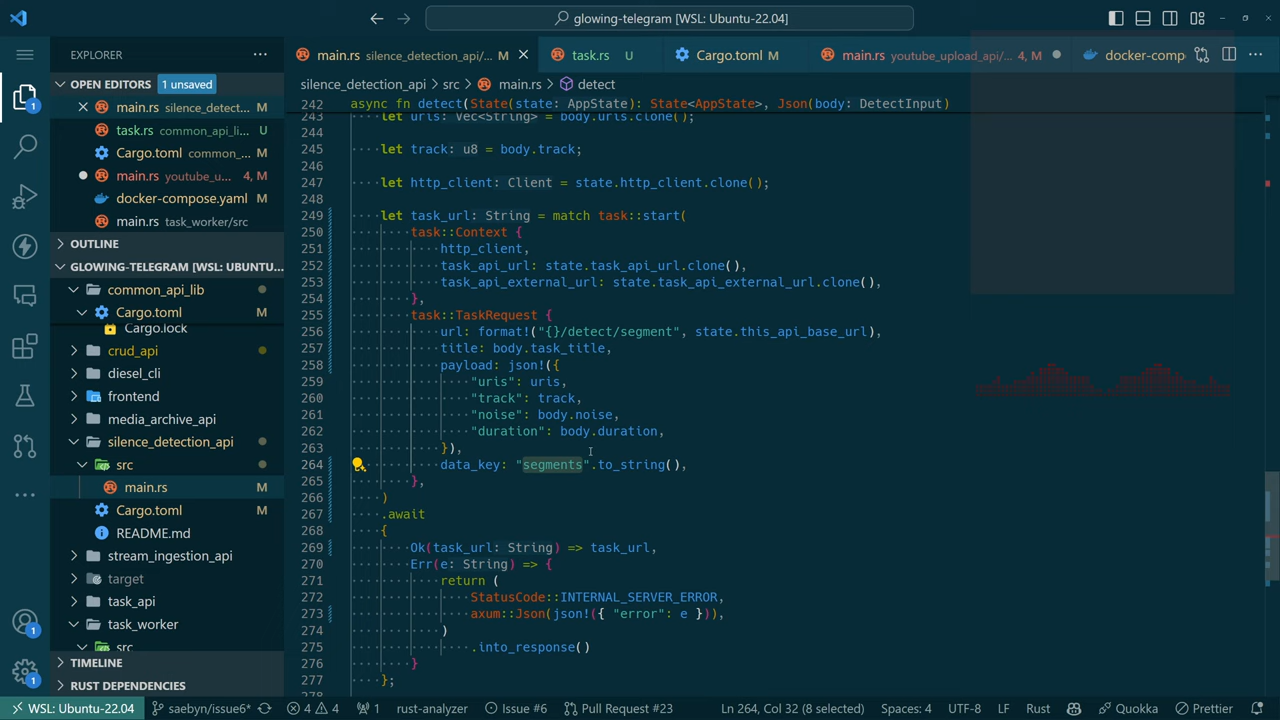 glowing-telegram [WSL: Ubuntu-22.04]
EXPLORER
main.rs silence_detection_api/... M
task.rs U
Cargo.toml M
main.rs youtube_upload_api/... 4, M
docker-comp
OPEN EDITORS 1 unsaved
silence_detection_api > src > main.rs > detect
main.rs silence_detect... M
task.rs common_api_li... U
Cargo.toml common_... M
main.rs youtube_u... 4, M
docker-compose.yaml M
main.rs task_worker/src
OUTLINE
GLOWING-TELEGRAM [WSL: UBUNTU-22.04]
common_api_lib
Cargo.toml M
Cargo.lock
crud_api
diesel_cli
frontend
media_archive_api
silence_detection_api
src
main.rs M
Cargo.toml M
README.md
stream_ingestion_api
target
task_api
task_worker
src
TIMELINE
RUST DEPENDENCIES
242 async fn detect(State(state: AppState): State<AppState>, Json(body: DetectInput)
243 let uris: Vec<String> = body.uris.clone();
244
245 let track: u8 = body.track;
246
247 let http_client: Client = state.http_client.clone();
248
249 let task_url: String = match task::start(
250 task::Context {
251 http_client,
252 task_api_url: state.task_api_url.clone(),
253 task_api_external_url: state.task_api_external_url.clone(),
254 },
255 task::TaskRequest {
256 url: format!("{}/detect/segment", state.this_api_base_url),
257 title: body.task_title,
258 payload: json!({
259 "uris": uris,
260 "track": track,
261 "noise": body.noise,
262 "duration": body.duration,
263 }),
264 data_key: "segments".to_string(),
265 },
266 )
267 .await
268 {
269 Ok(task_url: String) => task_url,
270 Err(e: String) => {
271 return (
272 StatusCode::INTERNAL_SERVER_ERROR,
273 axum::Json(json!({ "error": e })),
274 )
275 .into_response()
276 }
277 };
278
WSL: Ubuntu-22.04 saebyn/issue6* 4 4 1 rust-analyzer Issue #6 Pull Request #23 Ln 264, Col 32 (8 selected) Spaces: 4 UTF-8 LF Rust Quokka Prettier